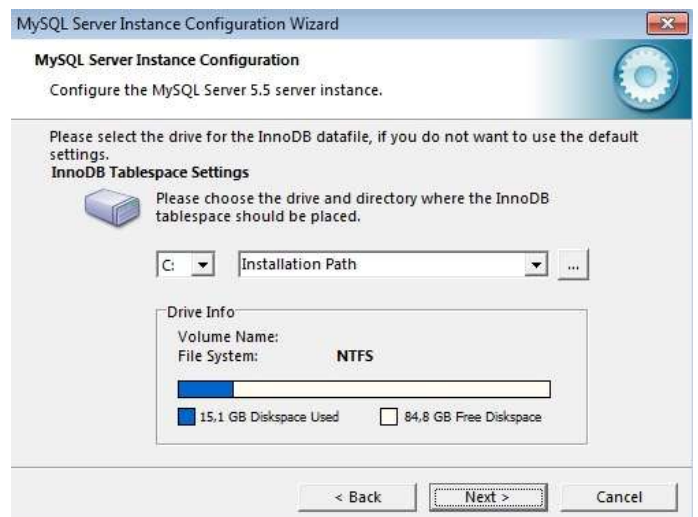 MySQL Server Instance Configuration Wizard
MySQL Server Instance Configuration
Configure the MySQL Server 5.5 server instance.
Please select the drive for the InnoDB datafile, if you do not want to use the default
settings.
InnoDB Tablespace Settings
Please choose the drive and directory where the InnoDB
tablespace should be placed.
C: Installation Path ...
Drive Info
Volume Name:
File System: NTFS
15,1 GB Diskspace Used 84,8 GB Free Diskspace
< Back Next > Cancel